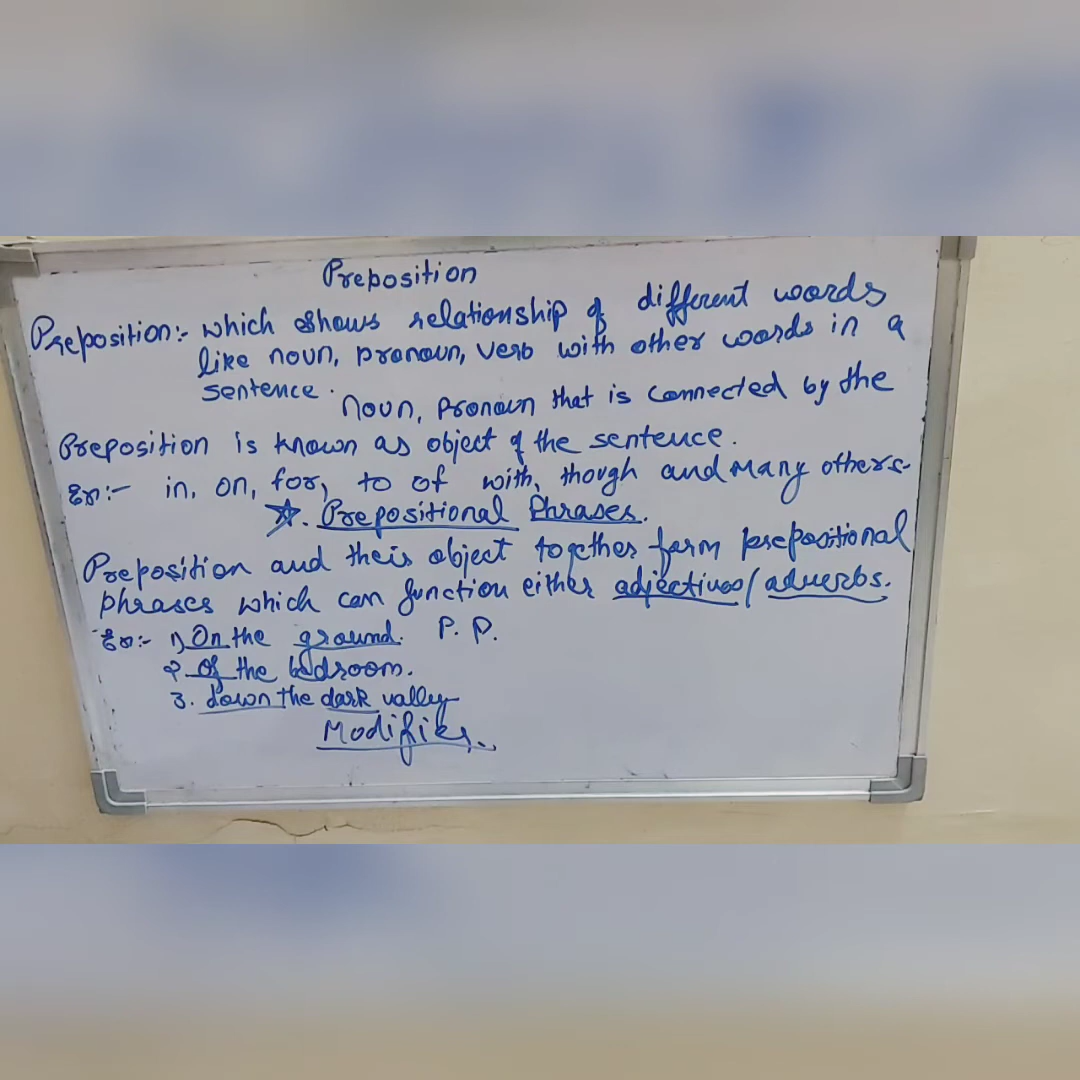 Preposition
Preposition:- which shows relationship of different words
like noun, pronoun, verb with other words in a
sentence.
Noun, pronoun that is connected by the
Preposition is known as object of the sentence.
Ex:- in, on, for, to of with, though and many others-
☆. Prepositional Phrases.
Preposition and their object together form prepositional
phrases which can function either adjectives/adverbs.
Ex:- 1) On the ground. P. P.
2 of the bedroom.
3. down the dark valley
Modifier.